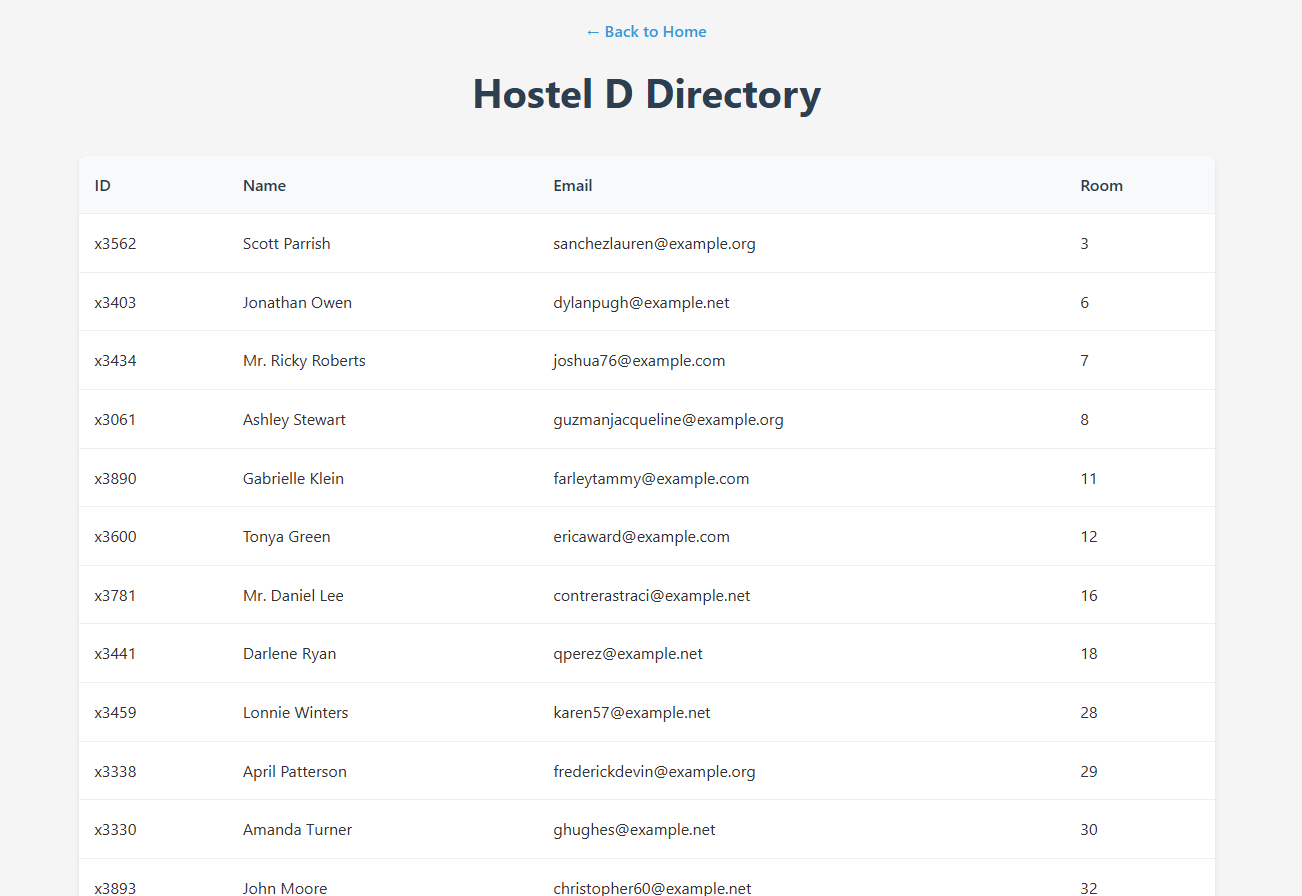 ← Back to Home
Hostel D Directory
ID Name Email Room
x3562 Scott Parrish sanchezlauren@example.org 3
x3403 Jonathan Owen dylanpugh@example.net 6
x3434 Mr. Ricky Roberts joshua76@example.com 7
x3061 Ashley Stewart guzmanjacqueline@example.org 8
x3890 Gabrielle Klein farleytammy@example.com 11
x3600 Tonya Green ericaward@example.com 12
x3781 Mr. Daniel Lee contrerastraci@example.net 16
x3441 Darlene Ryan qperez@example.net 18
x3459 Lonnie Winters karen57@example.net 28
x3338 April Patterson frederickdevin@example.org 29
x3330 Amanda Turner ghughes@example.net 30
x3893 John Moore christopher60@example.net 32